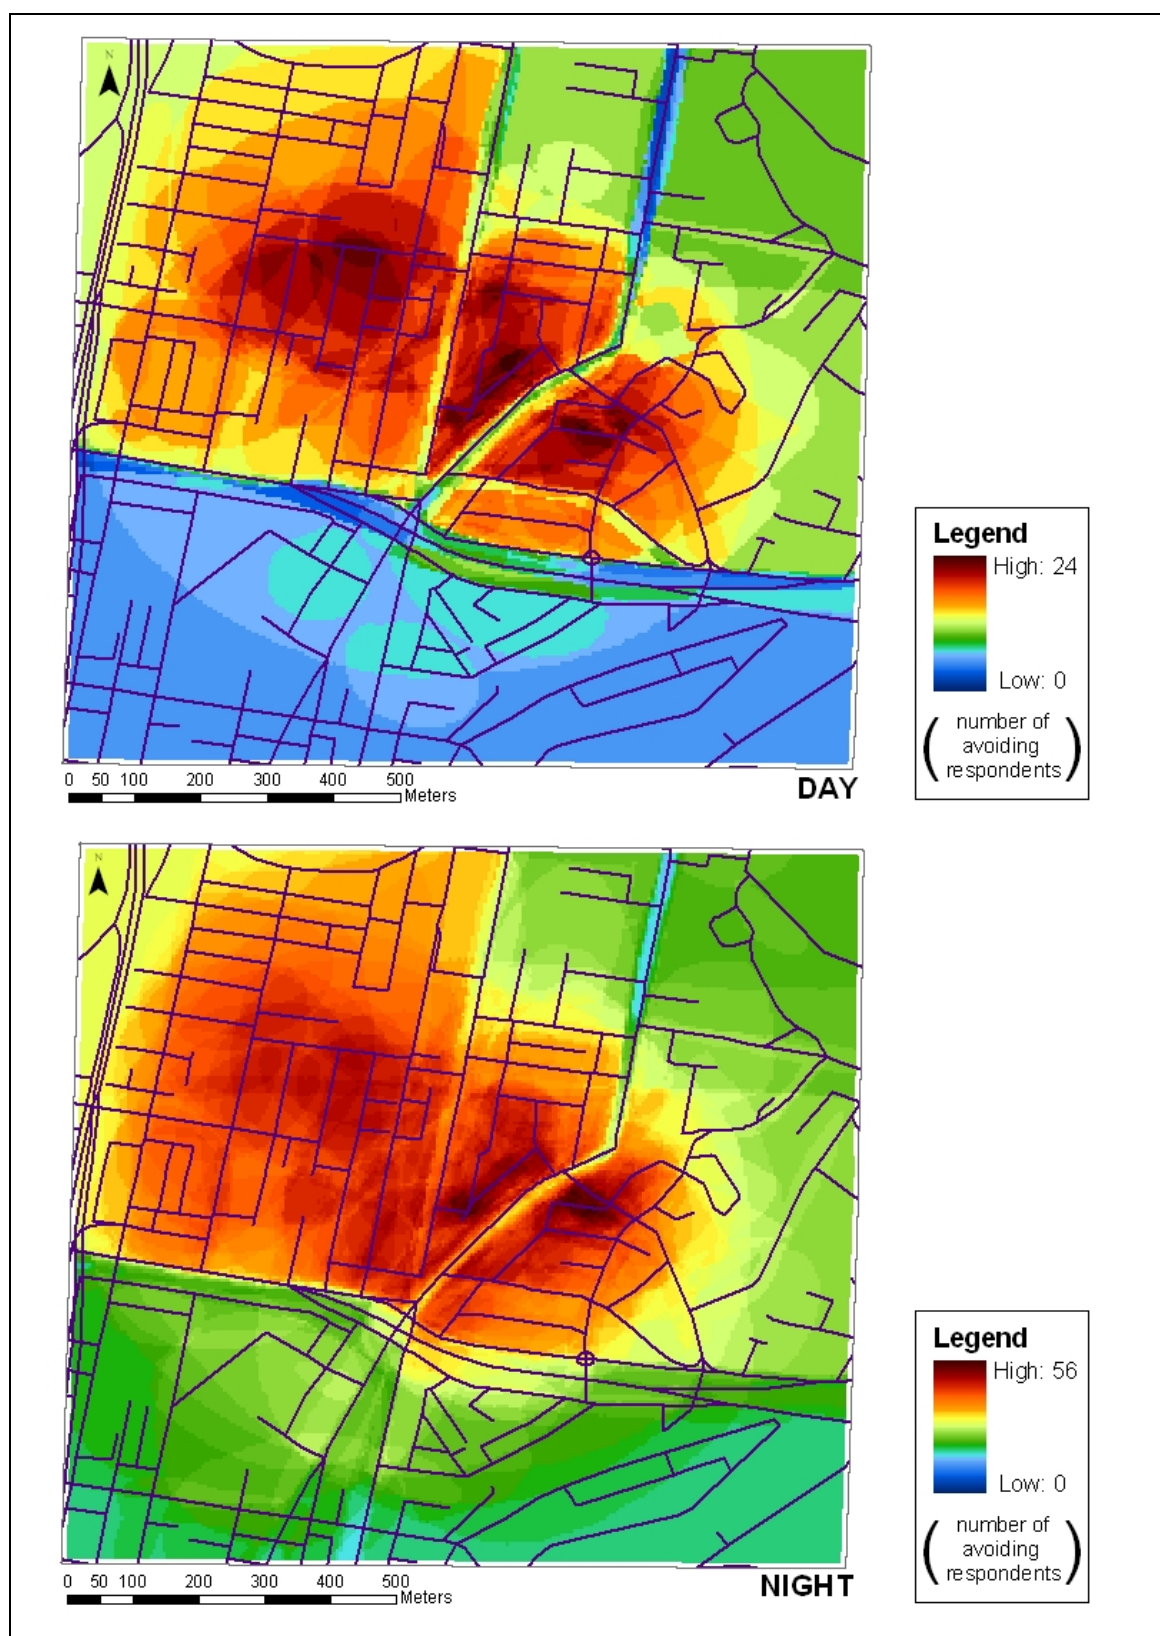 N
Legend
High: 24
Low: 0
( number of
avoiding
respondents )
0 50 100 200 300 400 500
Meters
DAY
N
Legend
High: 56
Low: 0
( number of
avoiding
respondents )
0 50 100 200 300 400 500
Meters
NIGHT